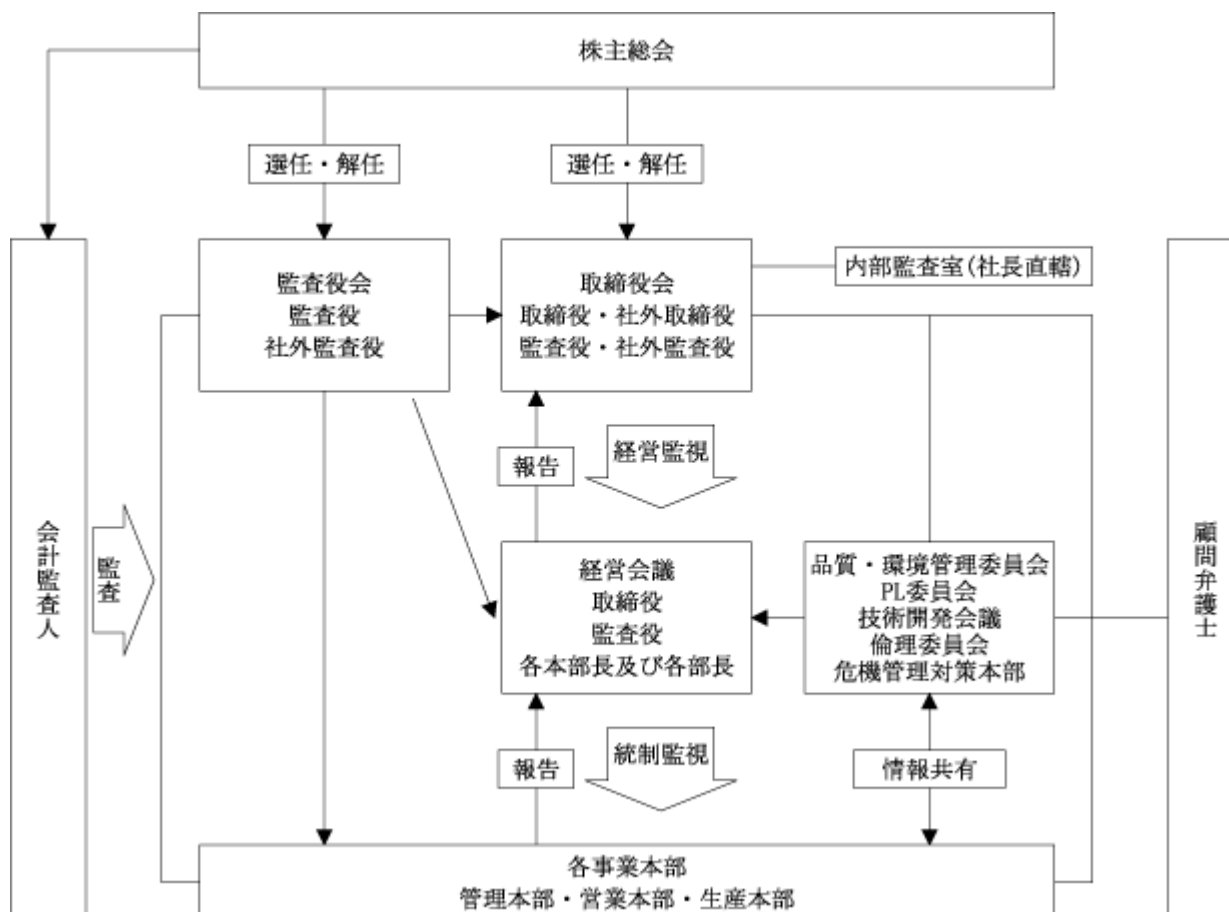 株主総会
選任・解任
選任・解任
監査役会
監査役
社外監査役
取締役会
取締役・社外取締役
監査役・社外監査役
内部監査室(社長直轄)
報告
経営監視
会計監査人
監査
経営会議
取締役
監査役
各本部長及び各部長
品質・環境管理委員会
PL委員会
技術開発会議
倫理委員会
危機管理対策本部
顧問弁護士
報告
統制監視
情報共有
各事業本部
管理本部・営業本部・生産本部